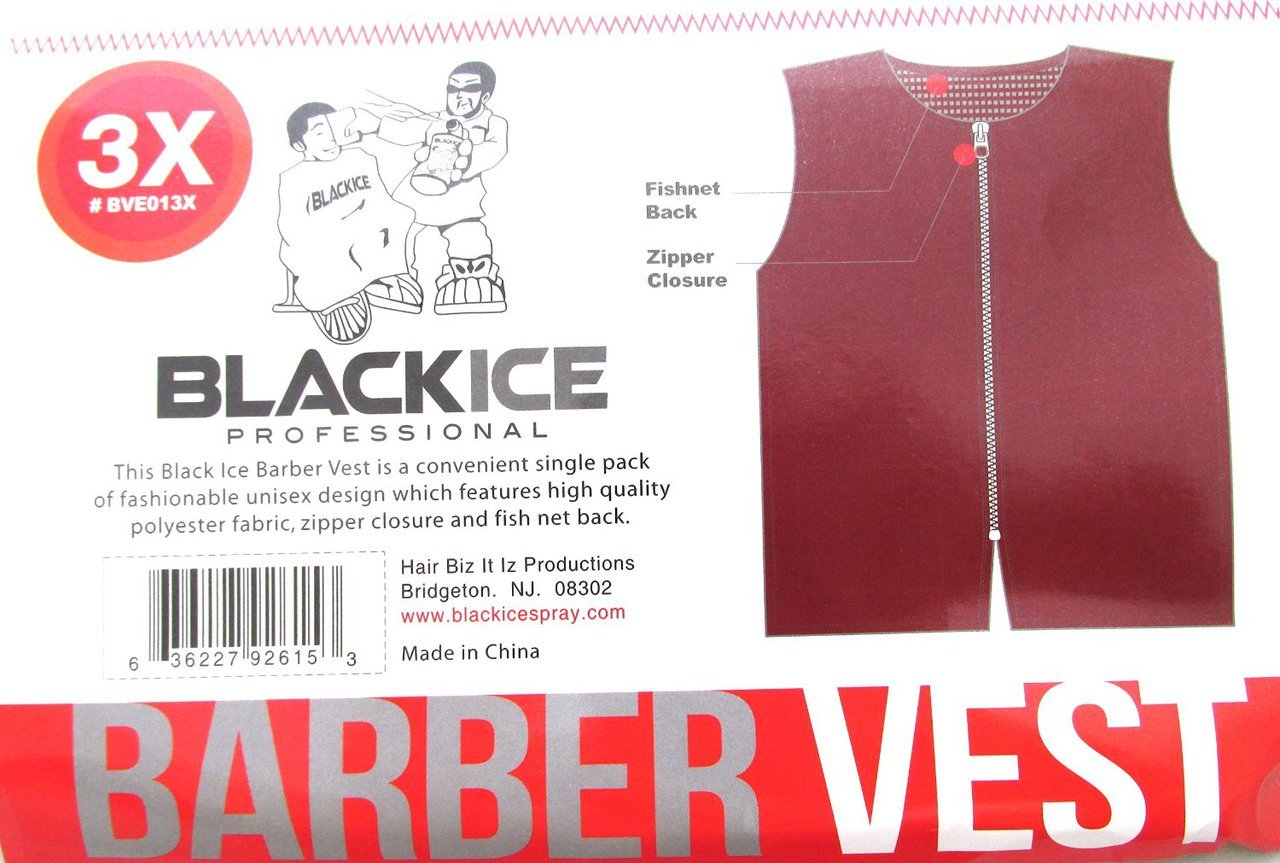 3X
# BVE013X
BLACKICE
BLACKICE
BLACKICE
PROFESSIONAL
This Black Ice Barber Vest is a convenient single pack
of fashionable unisex design which features high quality
polyester fabric, zipper closure and fish net back.
6 36227 92615 3
Hair Biz It Iz Productions
Bridgeton. NJ. 08302
www.blackicespray.com
Made in China
Fishnet
Back
Zipper
Closure
BARBER VEST